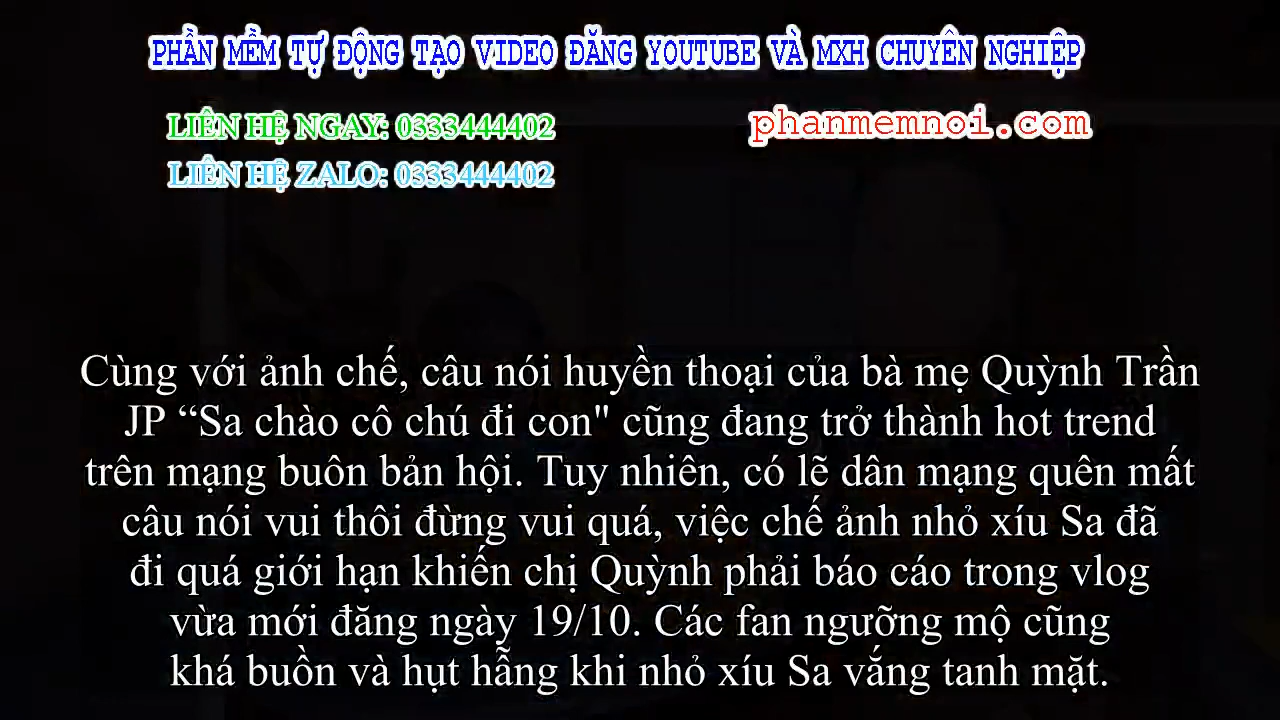 PHẦN MỀM TỰ ĐỘNG TẠO VIDEO ĐĂNG YOUTUBE VÀ MXH CHUYÊN NGHIỆP
LIÊN HỆ NGAY: 0333444402
phanmemnoi.com
LIÊN HỆ ZALO: 0333444402
Cùng với ảnh chế, câu nói huyền thoại của bà mẹ Quỳnh Trần
JP “Sa chào cô chú đi con" cũng đang trở thành hot trend
trên mạng buôn bản hội. Tuy nhiên, có lẽ dân mạng quên mất
câu nói vui thôi đừng vui quá, việc chế ảnh nhỏ xíu Sa đã
đi quá giới hạn khiến chị Quỳnh phải báo cáo trong vlog
vừa mới đăng ngày 19/10. Các fan ngưỡng mộ cũng
khá buồn và hụt hẫng khi nhỏ xíu Sa vắng tanh mặt.